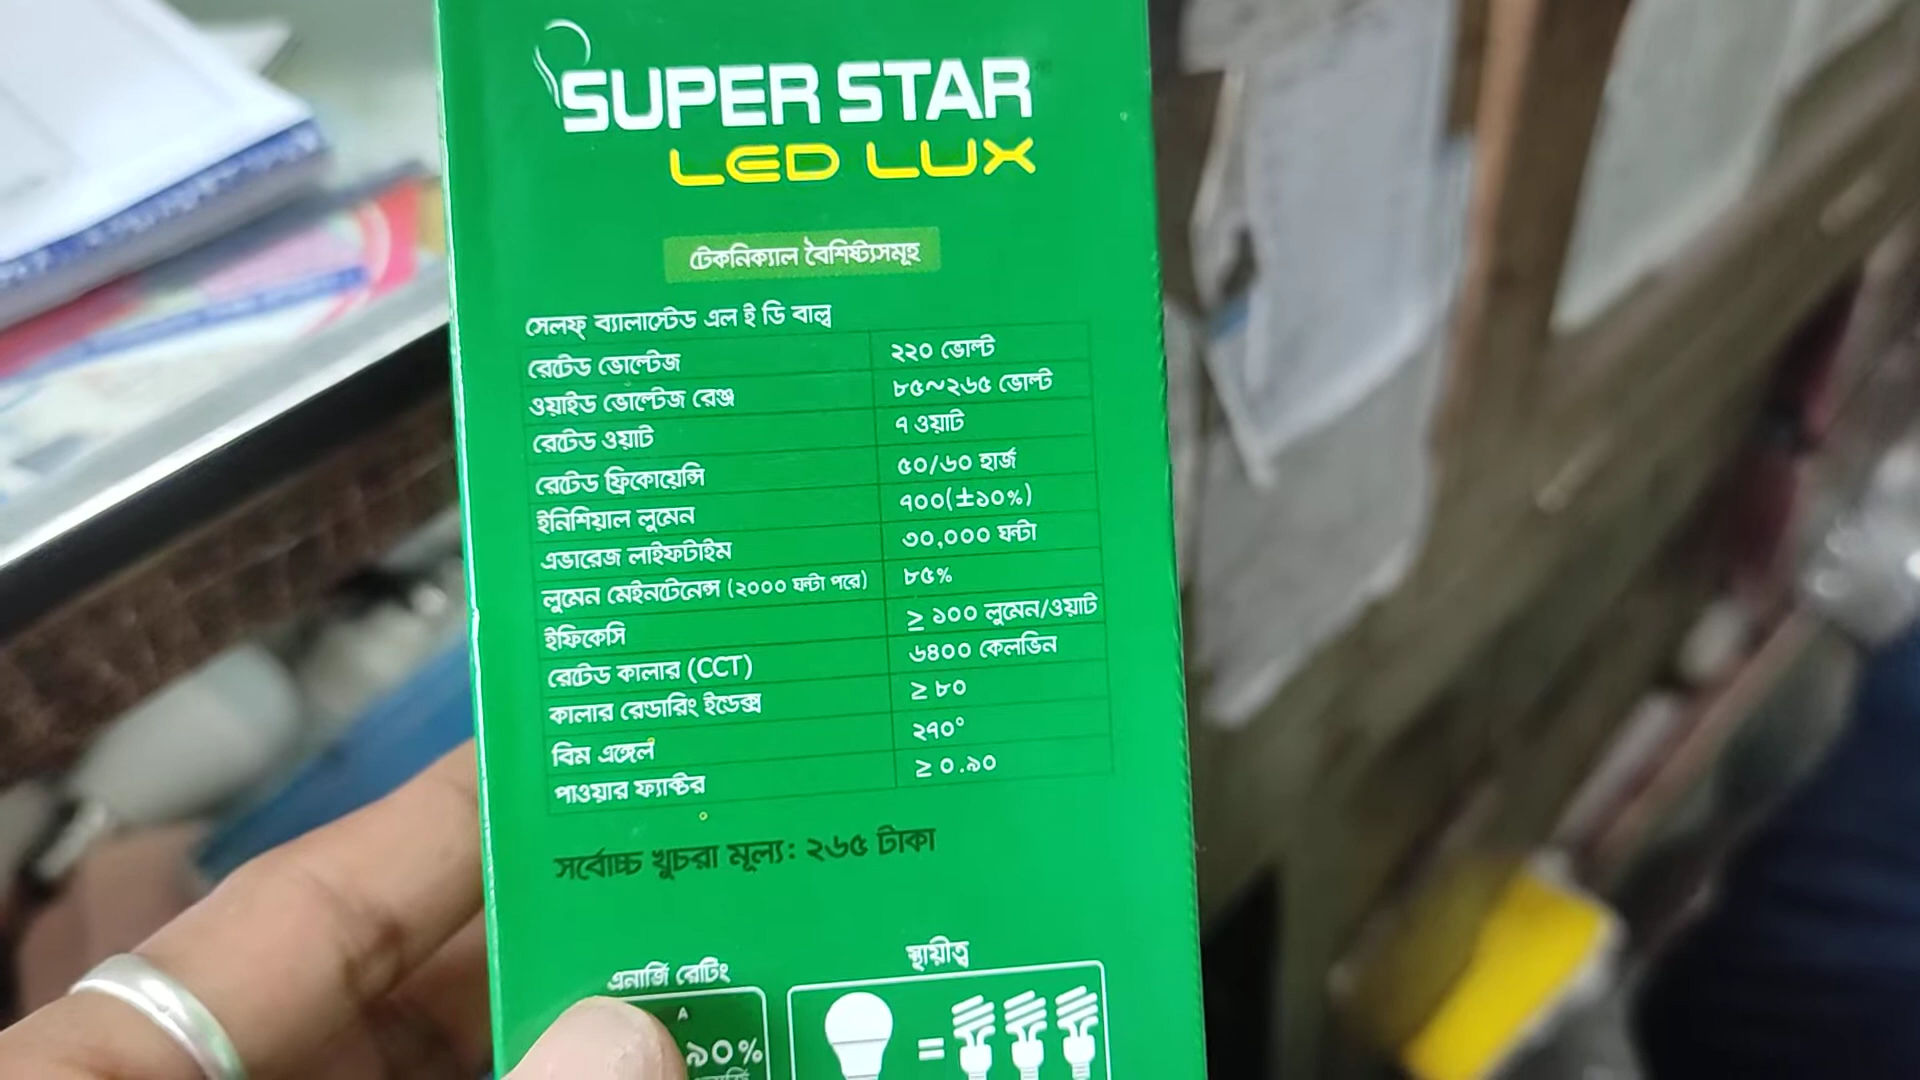 SUPER STAR
LED LUX
টেকনিক্যাল বৈশিষ্ট্যসমূহ
সেলফ্ ব্যালাস্টেড এল ই ডি বাল্ব
রেটেড ভোল্টেজ ২২০ ভোল্ট
ওয়াইড ভোল্টেজ রেঞ্জ ৮৫~২৬৫ ভোল্ট
রেটেড ওয়াট ৭ ওয়াট
রেটেড ফ্রিকোয়েন্সি ৫০/৬০ হার্জ
ইনিশিয়াল লুমেন ৭০০(±১০%)
এভারেজ লাইফটাইম ৩০,০০০ ঘন্টা
লুমেন মেইনটেনেন্স (২০০০ ঘন্টা পরে) ৮৫%
ইফিকেসি ≥ ১০০ লুমেন/ওয়াট
রেটেড কালার (CCT) ৬৪০০ কেলভিন
কালার রেন্ডারিং ইন্ডেক্স ≥ ৮০
বিম এঙ্গেল ২৭০°
পাওয়ার ফ্যাক্টর ≥ ০.৯০
সর্বোচ্চ খুচরা মূল্য: ২৬৫ টাকা
এনার্জি রেটিং স্থায়ীত্ব
A
৯০% =